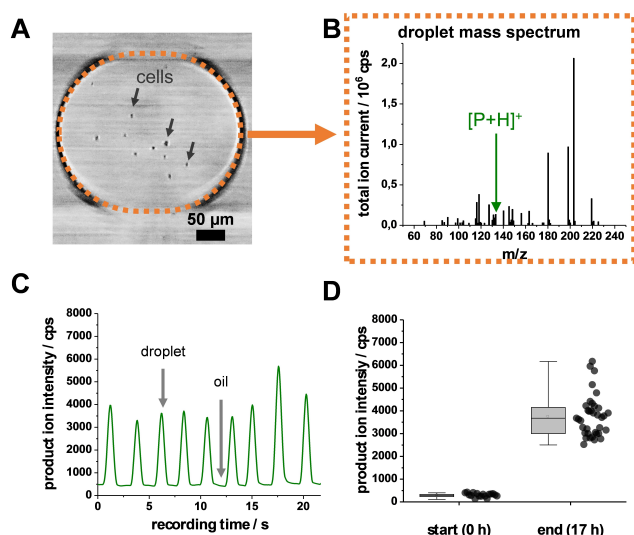 A
cells
50 µm
B
droplet mass spectrum
total ion current / 10⁶ cps
2,0
1,5
1,0
0,5
0,0
[P+H]⁺
60 80 100 120 140 160 180 200 220 240
m/z
C
product ion intensity / cps
8000
7000
6000
5000
4000
3000
2000
1000
0
droplet
oil
0 5 10 15 20
recording time / s
D
product ion intensity / cps
8000
7000
6000
5000
4000
3000
2000
1000
0
start (0 h) end (17 h)